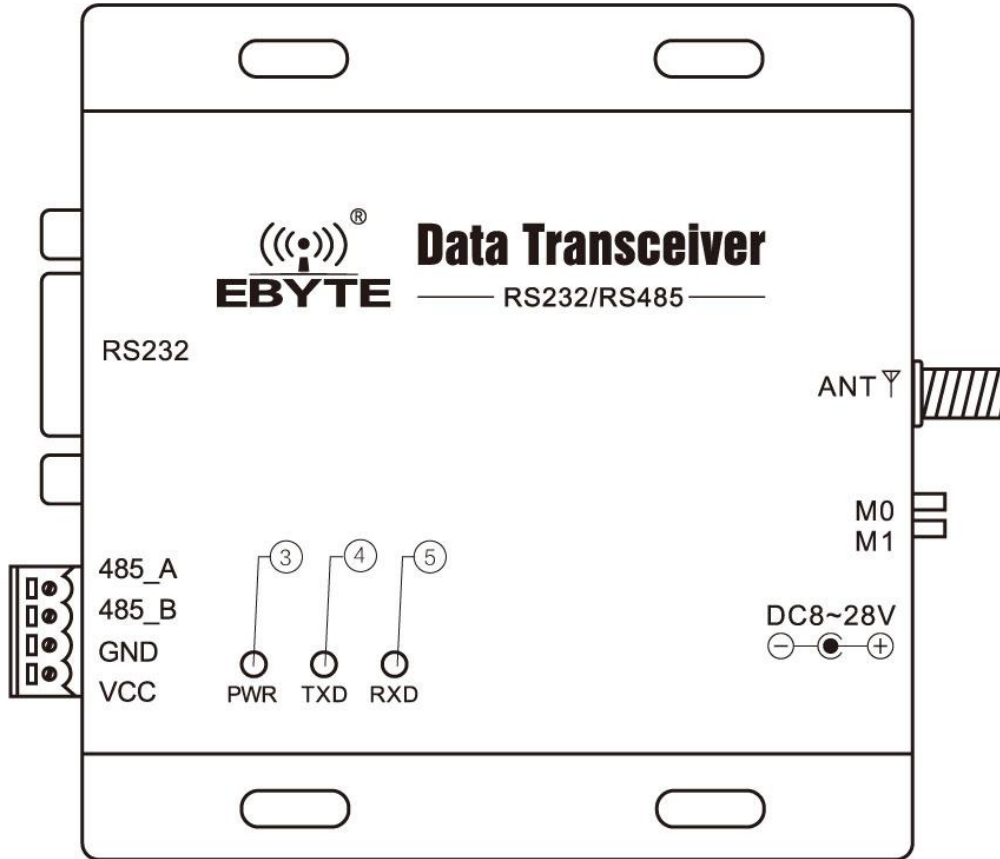 ®
EBYTE
Data Transceiver
RS232/RS485
RS232
ANT
M0
M1
485_A
485_B
GND
VCC
③ ④ ⑤
PWR TXD RXD
DC8~28V